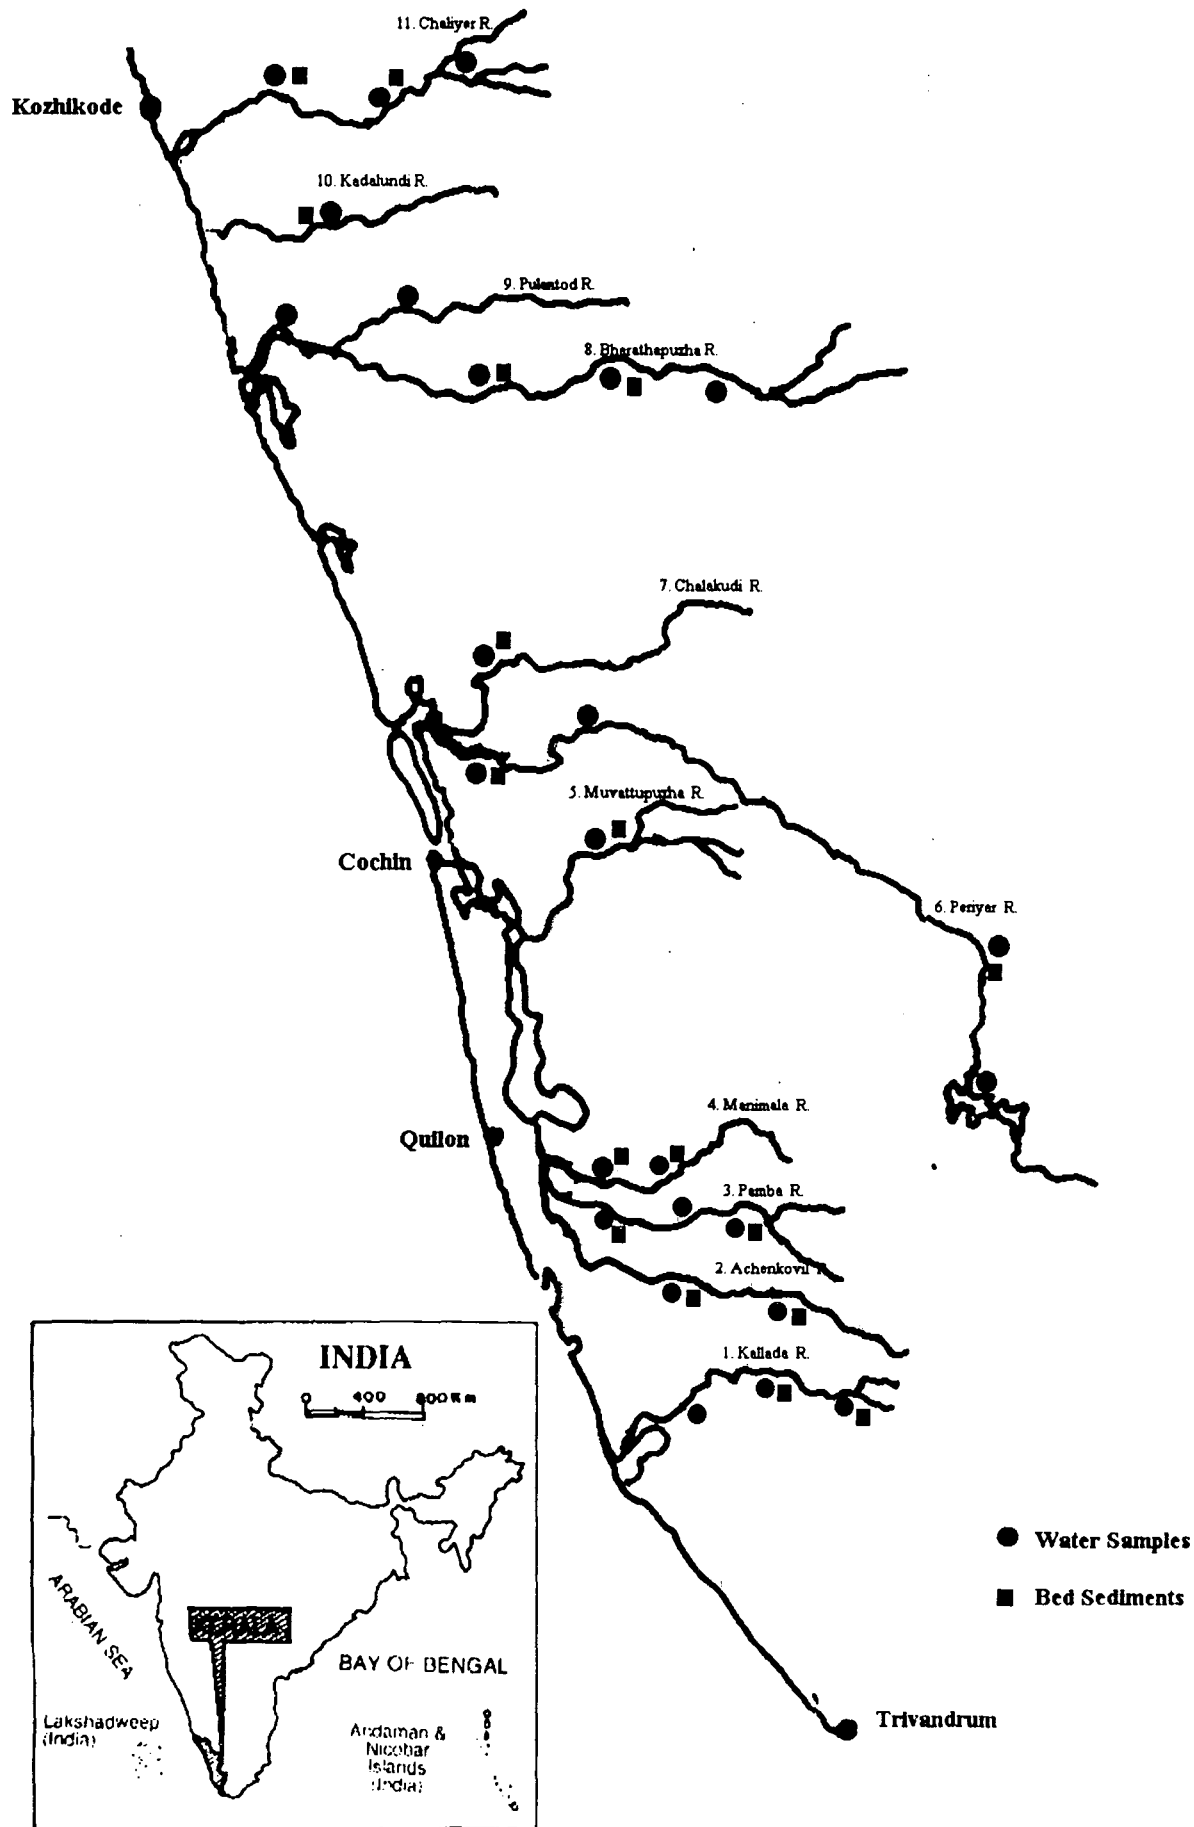 11. Chaliyer R.
Kozhikode
10. Kadalundi R.
9. Pulantod R.
8. Bharathapuzha R.
7. Chalakudi R.
5. Muvattupuzha R.
Cochin
6. Periyar R.
4. Manimala R.
Quilon
3. Pamba R.
2. Achenkovil R.
1. Kallada R.
INDIA
0 400 800 Km
Water Samples
Bed Sediments
ARABIAN SEA
BAY OF BENGAL
Lakshadweep
(India)
Andaman &
Nicobar
Islands
(India)
Trivandrum